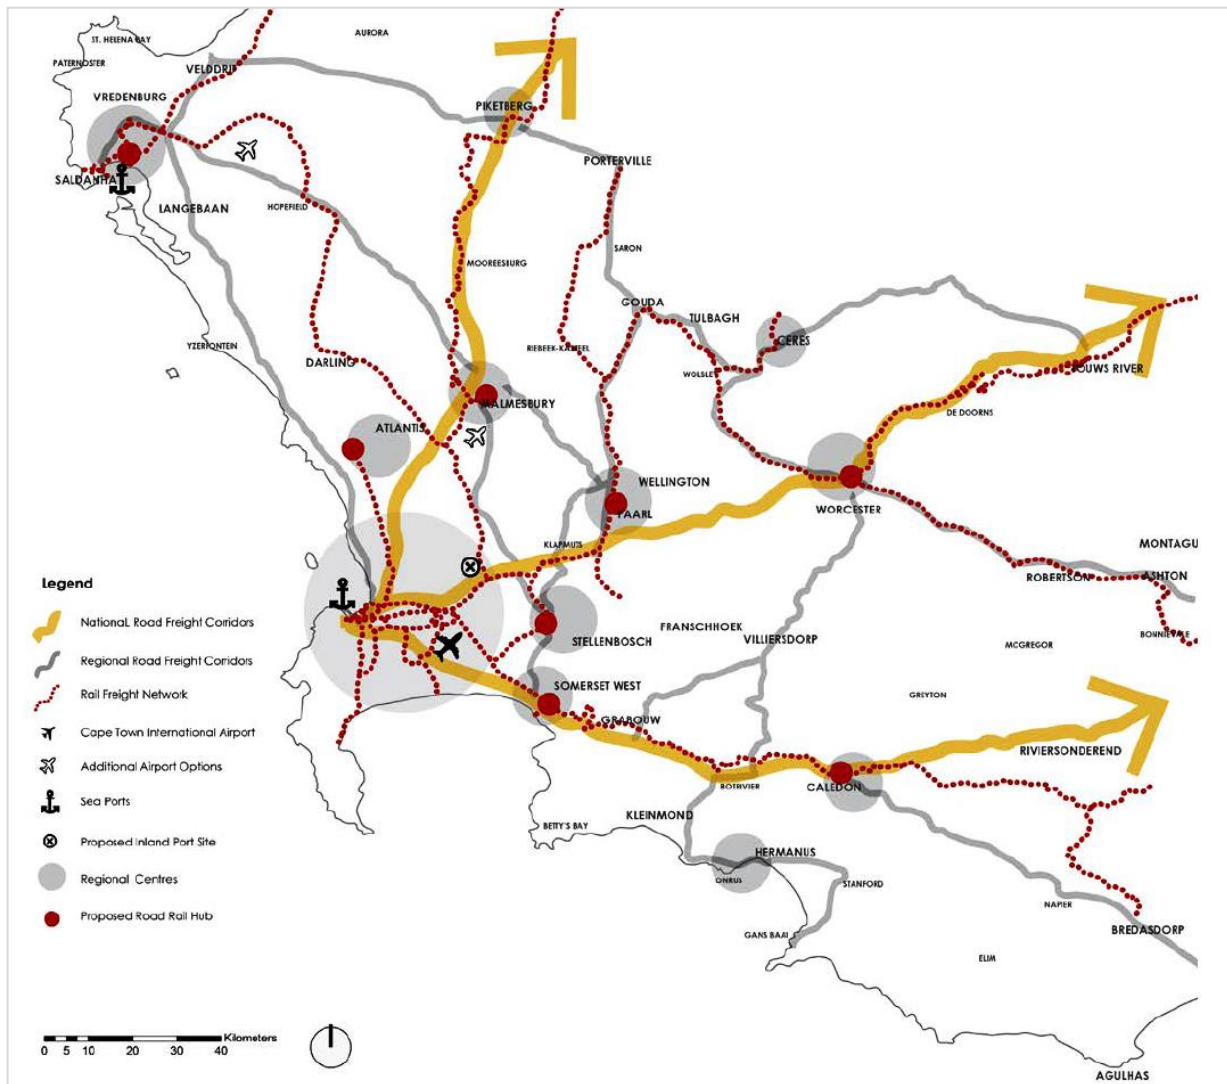 AURORA
ST. HELENA BAY
PATERNOSTER
VELDDRIF
VREDENBURG
PIKETBERG
PORTERVILLE
SALDANHA
LANGEBAAN
HOPEFIELD
SARON
MOOREESBURG
GOUDA
TULBAGH
YZERFONTEIN
RIEBEEK-KASTEEL
CERES
DARLING
WOLSLE
TOUWS RIVER
MALMESBURY
DE DOORNS
ATLANTIS
WELLINGTON
PAARL
WORCESTER
KLAPMUTS
MONTAGU
ROBERTSON
ASHTON
Legend
National Road Freight Corridors
Regional Road Freight Corridors
Rail Freight Network
Cape Town International Airport
Additional Airport Options
Sea Ports
Proposed Inland Port Site
Regional Centres
Proposed Road Rail Hub
FRANSCHHOEK
STELLENBOSCH
VILLIERSDORP
BONNIEVALE
MCGREGOR
SOMERSET WEST
GREYTON
GRABOUW
RIVIERSONDEREND
BOTRIVIER
CALEDON
KLEINMOND
BETTY'S BAY
HERMANUS
ONRUS
STANFORD
NAPIER
BREDASDORP
GANS BAAI
ELIM
Kilometers
0 5 10 20 30 40
AGULHAS